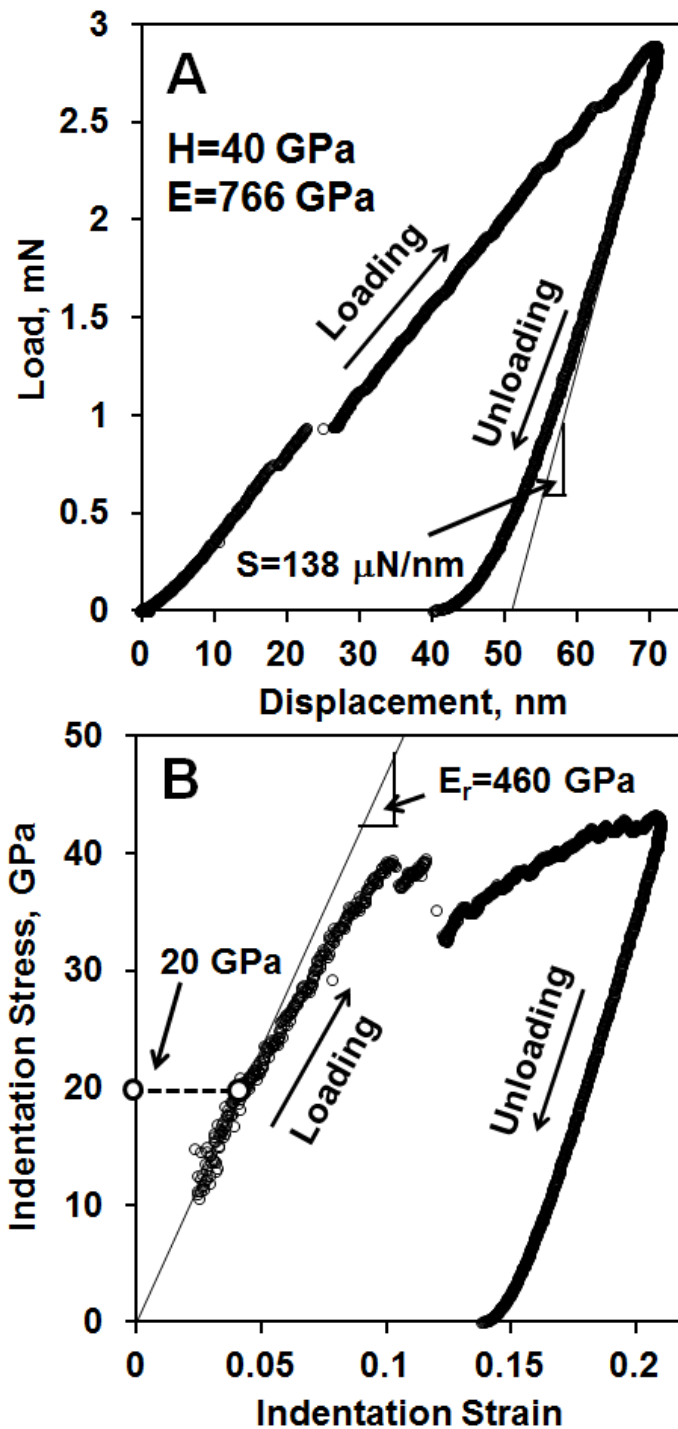 A
H=40 GPa
E=766 GPa
Loading
Unloading
S=138 μN/nm
Load, mN
3
2.5
2
1.5
1
0.5
0
0 10 20 30 40 50 60 70
Displacement, nm
B
Er=460 GPa
20 GPa
Loading
Unloading
Indentation Stress, GPa
50
40
30
20
10
0
0 0.05 0.1 0.15 0.2
Indentation Strain